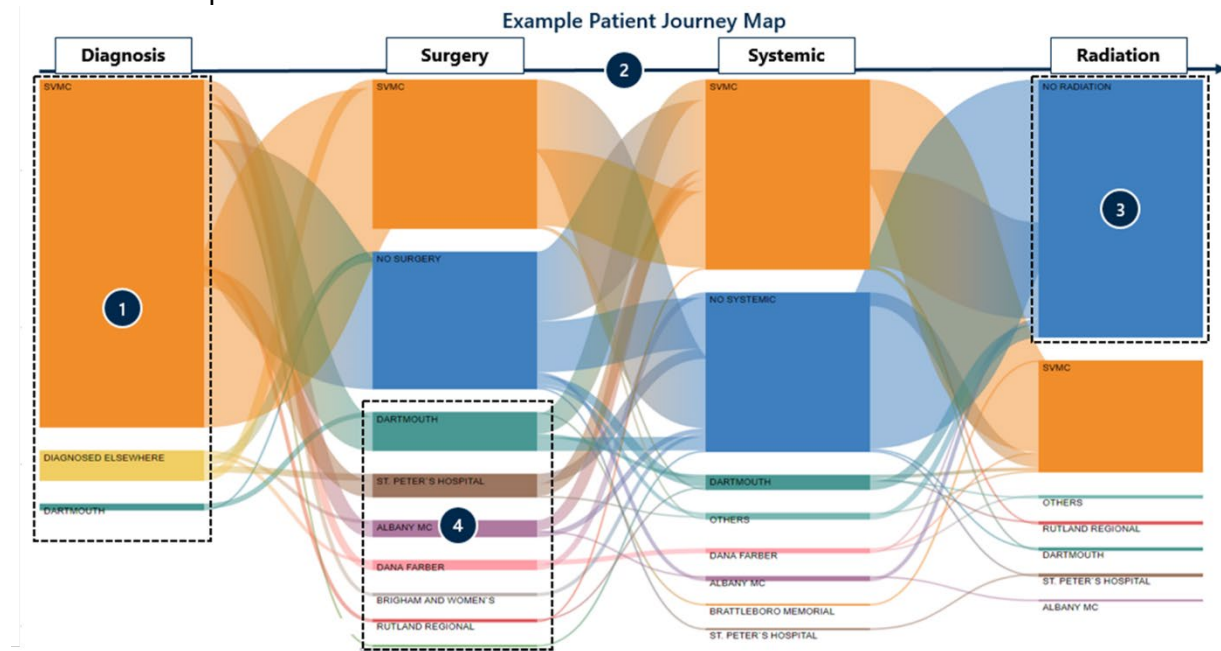 Example Patient Journey Map
Diagnosis
Surgery
2
Systemic
Radiation
SVMC
1
DIAGNOSED ELSEWHERE
DARTMOUTH
SVMC
NO SURGERY
DARTMOUTH
ST. PETER`S HOSPITAL
ALBANY MC
4
DANA FARBER
BRIGHAM AND WOMEN`S
RUTLAND REGIONAL
SVMC
NO SYSTEMIC
DARTMOUTH
OTHERS
DANA FARBER
ALBANY MC
BRATTLEBORO MEMORIAL
ST. PETER`S HOSPITAL
NO RADIATION
3
SVMC
OTHERS
RUTLAND REGIONAL
DARTMOUTH
ST. PETER`S HOSPITAL
ALBANY MC